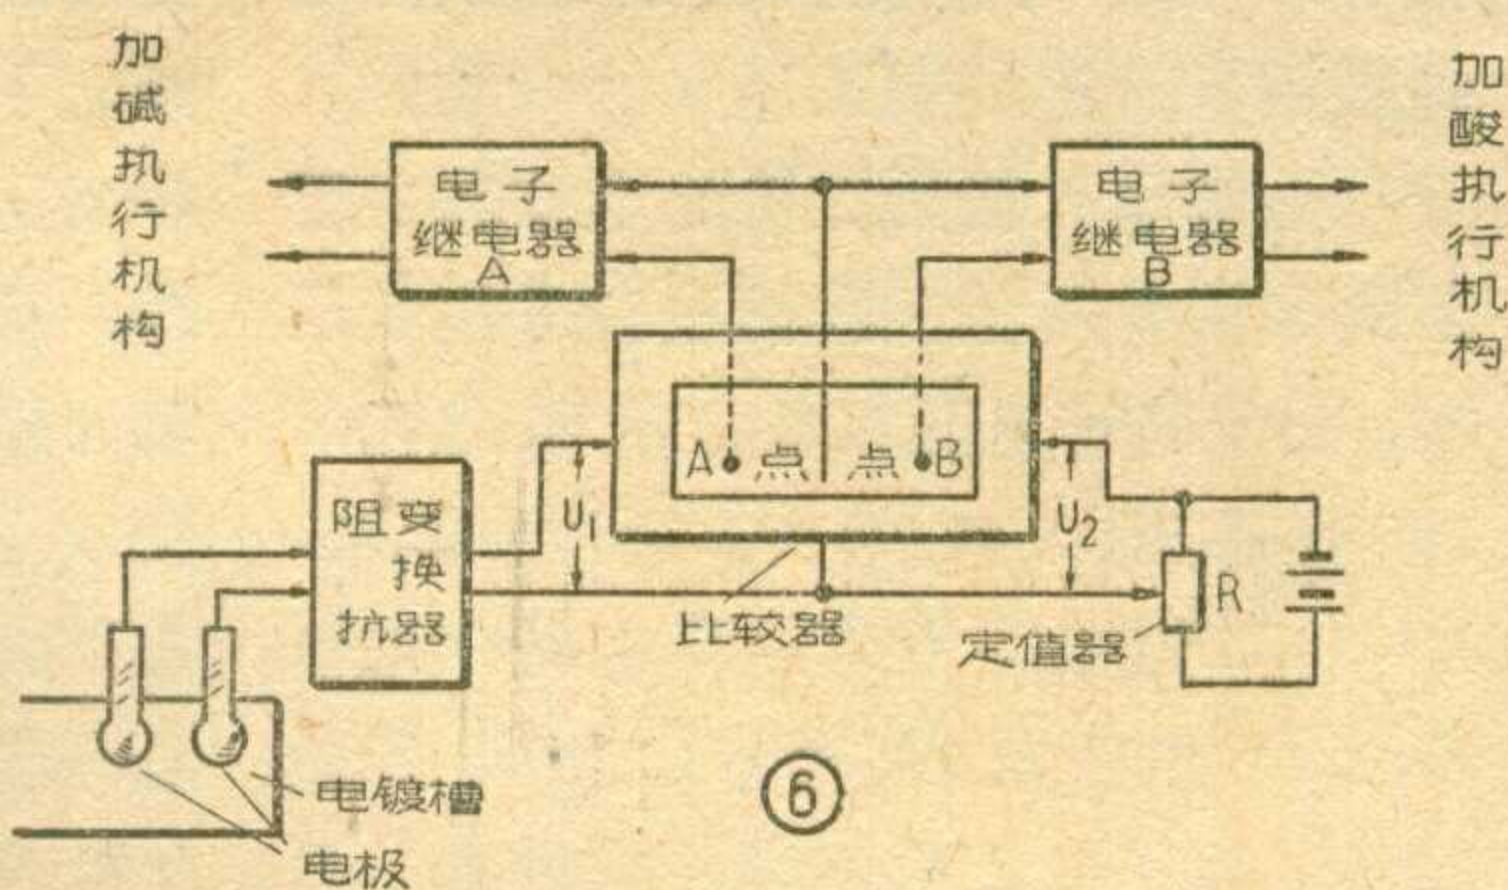 加碱执行机构
加酸执行机构
电子
继电器
A
电子
继电器
B
A点
点B
阻变
换
抗器
U₁
U₂
R
比较器
定值器
电镀槽
电极
⑥